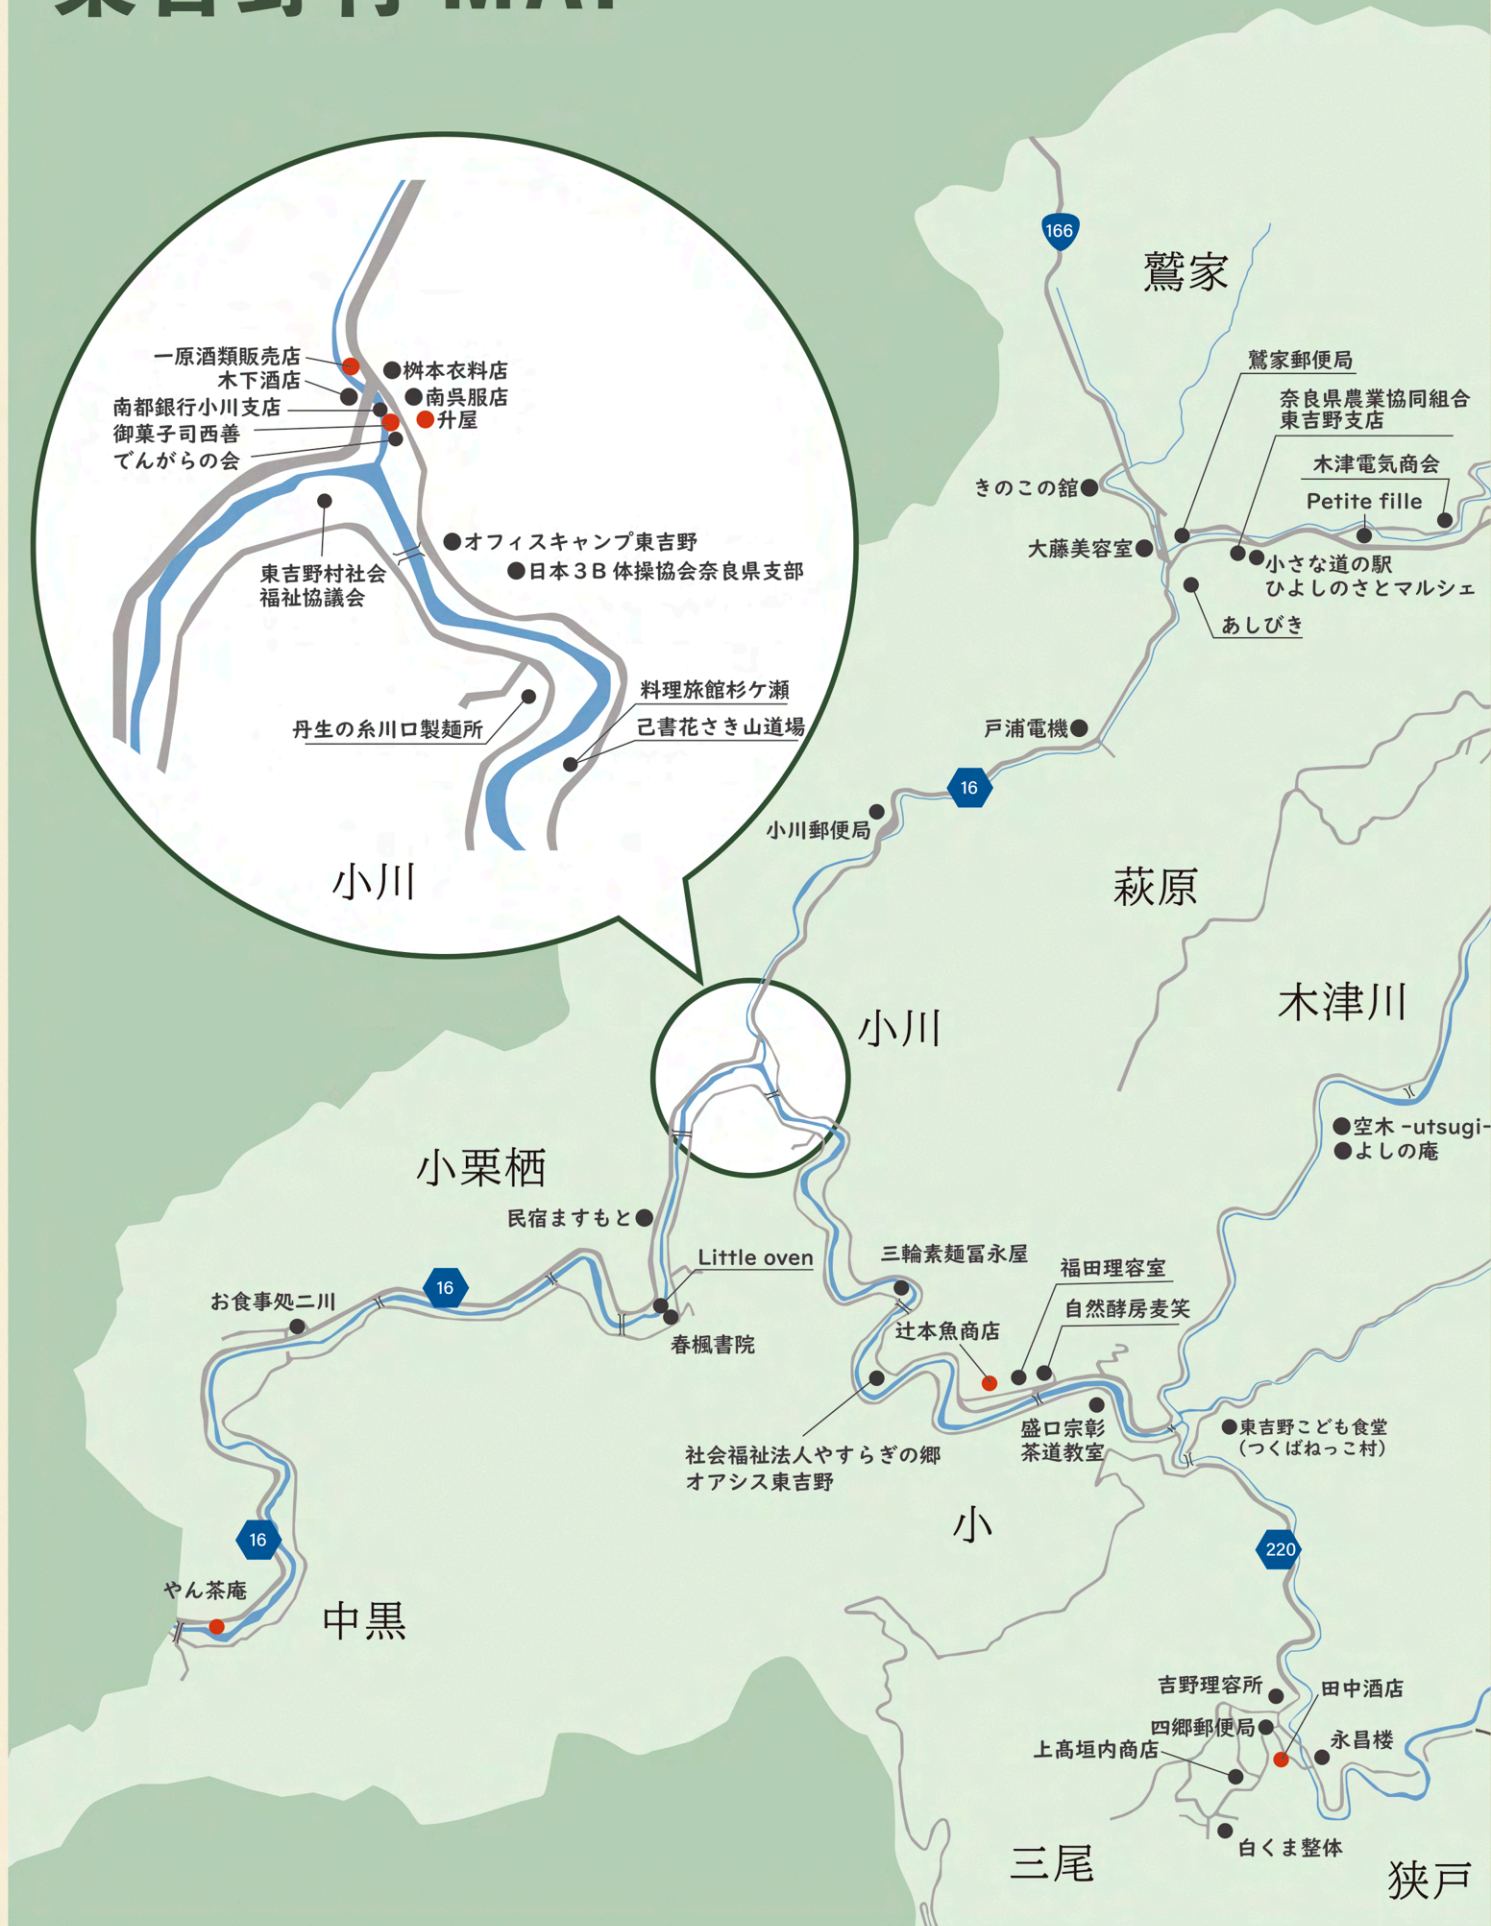 東吉野村 MAP
166
鷲家
鷲家郵便局
奈良県農業協同組合
東吉野支店
木津電気商会
Petite fille
きのこの館
大藤美容室
小さな道の駅
ひよしのさとマルシェ
あしびき
一原酒類販売店
木下酒店
南都銀行小川支店
御菓子司西善
でんがらの会
桝本衣料店
南呉服店
升屋
オフィスキャンプ東吉野
日本3B体操協会奈良県支部
東吉野村社会
福祉協議会
料理旅館杉ケ瀬
己書花さき山道場
丹生の糸川口製麺所
小川
戸浦電機
16
小川郵便局
萩原
木津川
小川
空木 -utsugi-
よしの庵
小栗栖
民宿ますもと
Little oven
16
お食事処二川
春楓書院
三輪素麺冨永屋
福田理容室
自然酵房麦笑
辻本魚商店
盛口宗彰
茶道教室
東吉野こども食堂
（つくばねっこ村）
社会福祉法人やすらぎの郷
オアシス東吉野
小
16
220
やん茶庵
中黒
吉野理容所
田中酒店
四郷郵便局
永昌楼
上髙垣内商店
白くま整体
三尾
狭戸